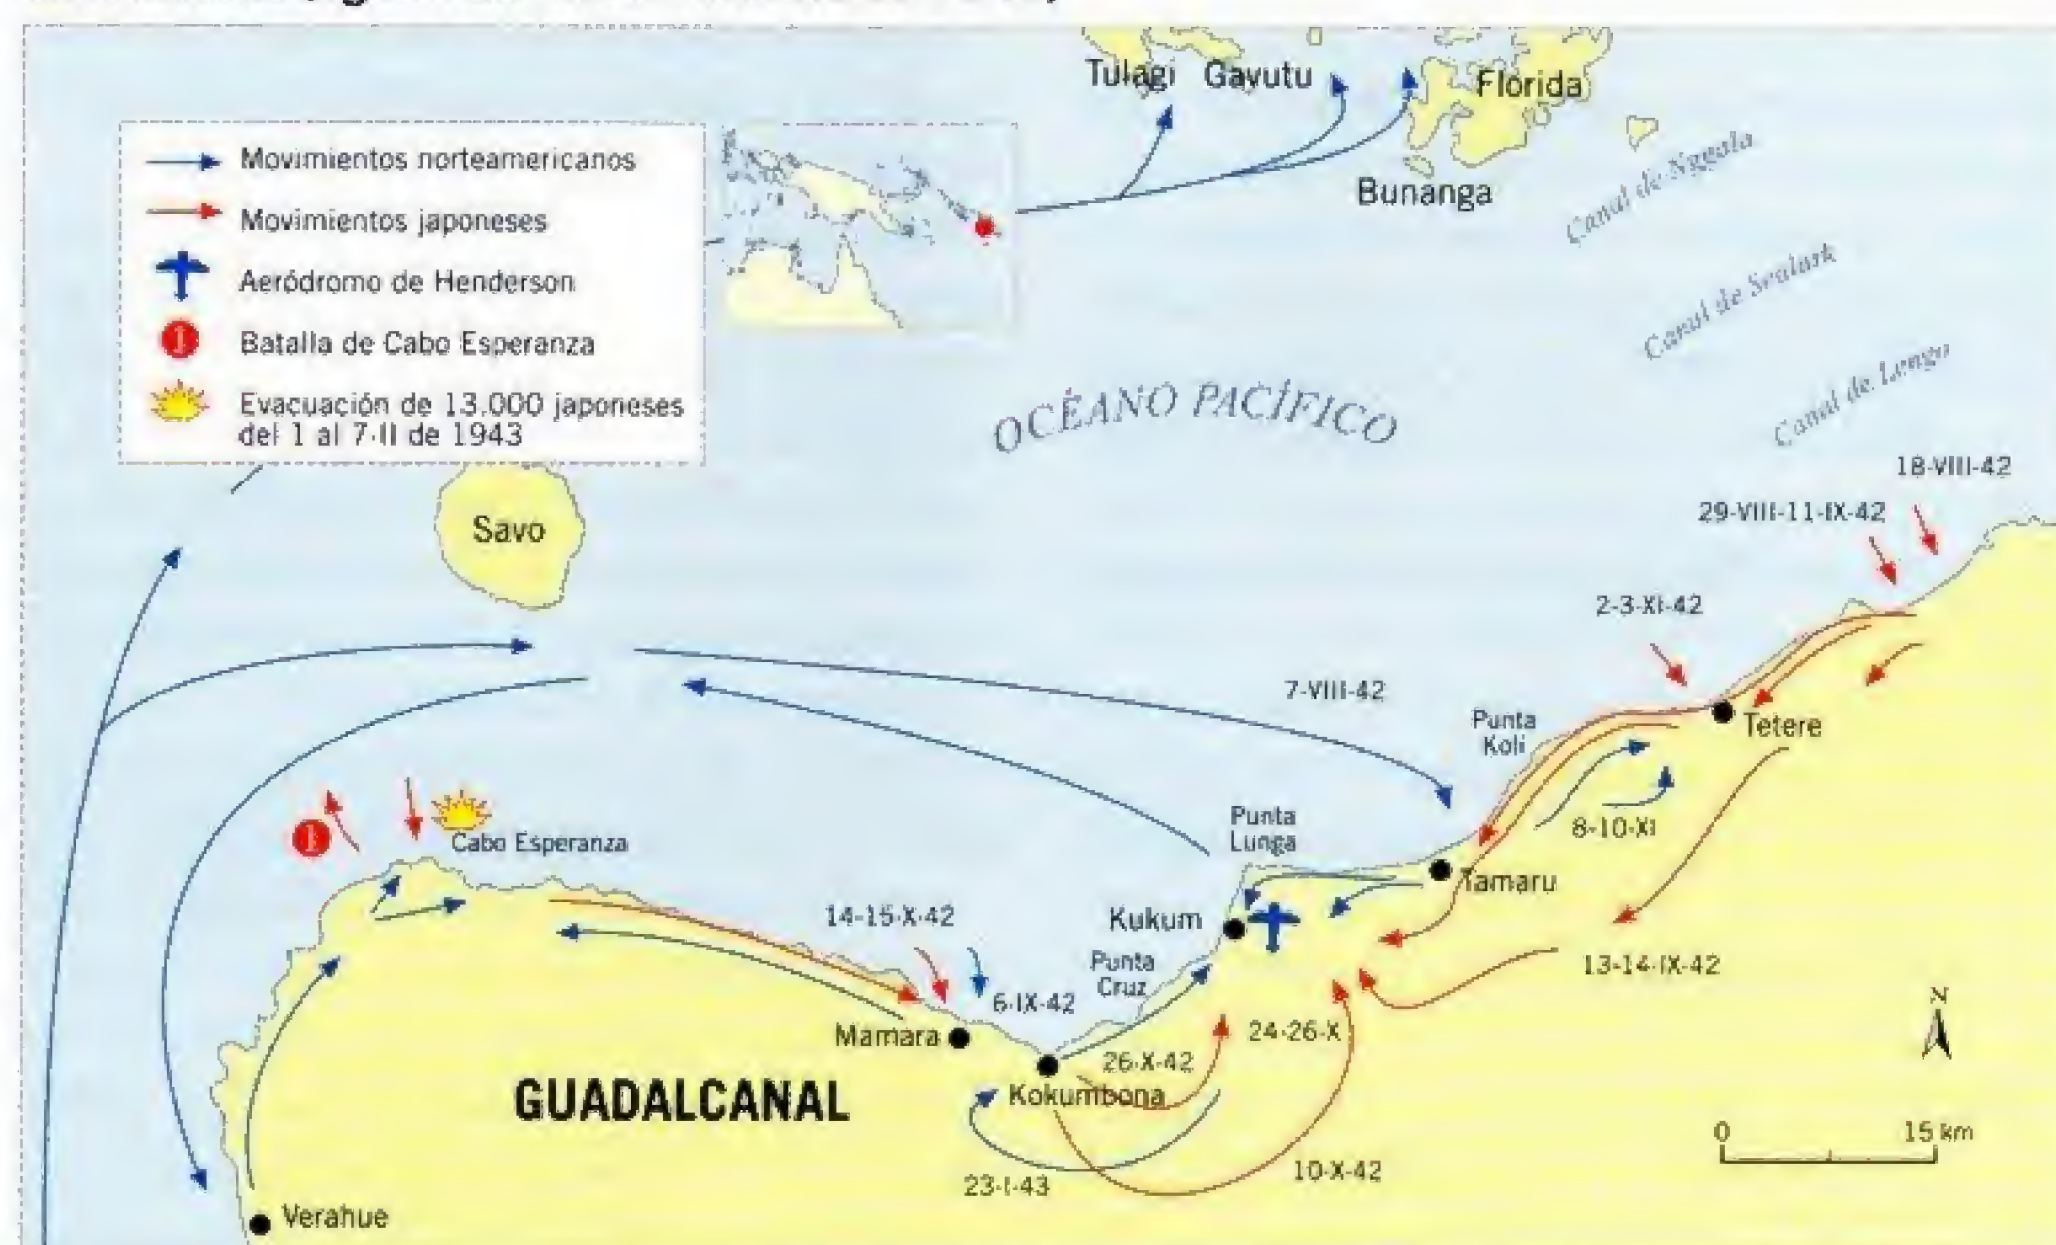 Tulagi Gavutu
Florida
Bunanga
Movimientos norteamericanos
Movimientos japoneses
Aeródromo de Henderson
1
Batalla de Cabo Esperanza
Evacuación de 13.000 japoneses
del 1 al 7-II de 1943
Canal de Nggola
Canal de Sealark
Canal de Lengo
OCÉANO PACÍFICO
18-VIII-42
29-VIII-11-IX-42
Savo
2-3-XI-42
7-VIII-42
Punta
Koli
Tetere
Punta
Lunga
8-10-XI
1
Cabo Esperanza
Tamaru
14-15-X-42
Kukum
Punta
Cruz
13-14-IX-42
6-IX-42
N
Mamara
24-26-X
26-X-42
Kokumbona
GUADALCANAL
0 15 km
10-X-42
23-I-43
Verahue